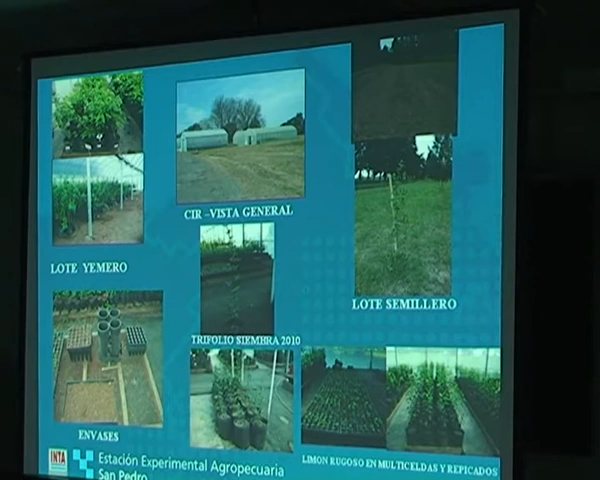 CIR -VISTA GENERAL
LOTE YEMERO
LOTE SEMILLERO
TRIFOLIO SIEMBRA 2010
ENVASES
LIMON RUGOSO EN MULTICELDAS Y REPICADOS
INTA
Estación Experimental Agropecuaria
San Pedro